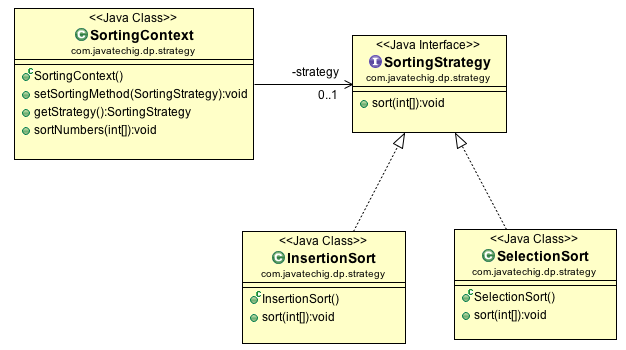 <<Java Class>>
SortingContext
com.javatechig.dp.strategy
SortingContext()
setSortingMethod(SortingStrategy):void
getStrategy():SortingStrategy
sortNumbers(int[]):void
-strategy
0..1
<<Java Interface>>
SortingStrategy
com.javatechig.dp.strategy
sort(int[]):void
<<Java Class>>
InsertionSort
com.javatechig.dp.strategy
InsertionSort()
sort(int[]):void
<<Java Class>>
SelectionSort
com.javatechig.dp.strategy
SelectionSort()
sort(int[]):void